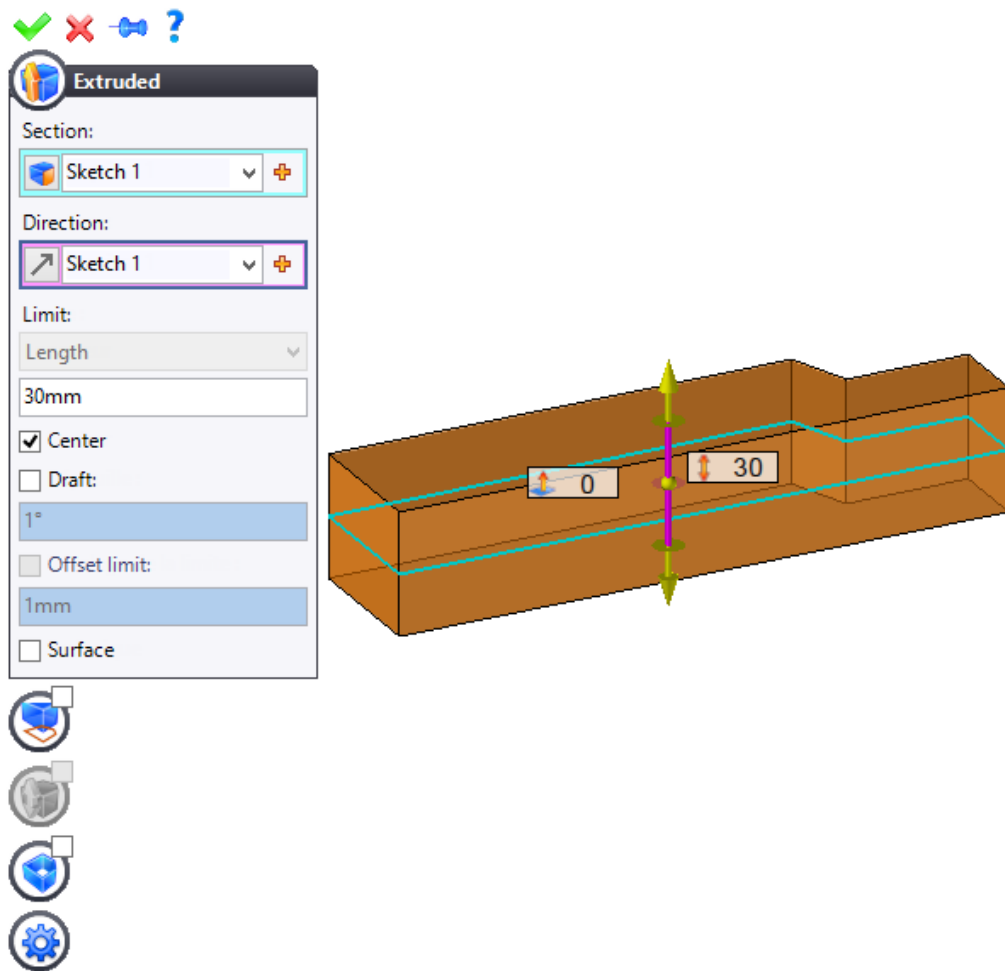 ?
Extruded
Section:
Sketch 1
Direction:
Sketch 1
Limit:
Length
30mm
Center
Draft:
1°
Offset limit:
1mm
Surface
0
30